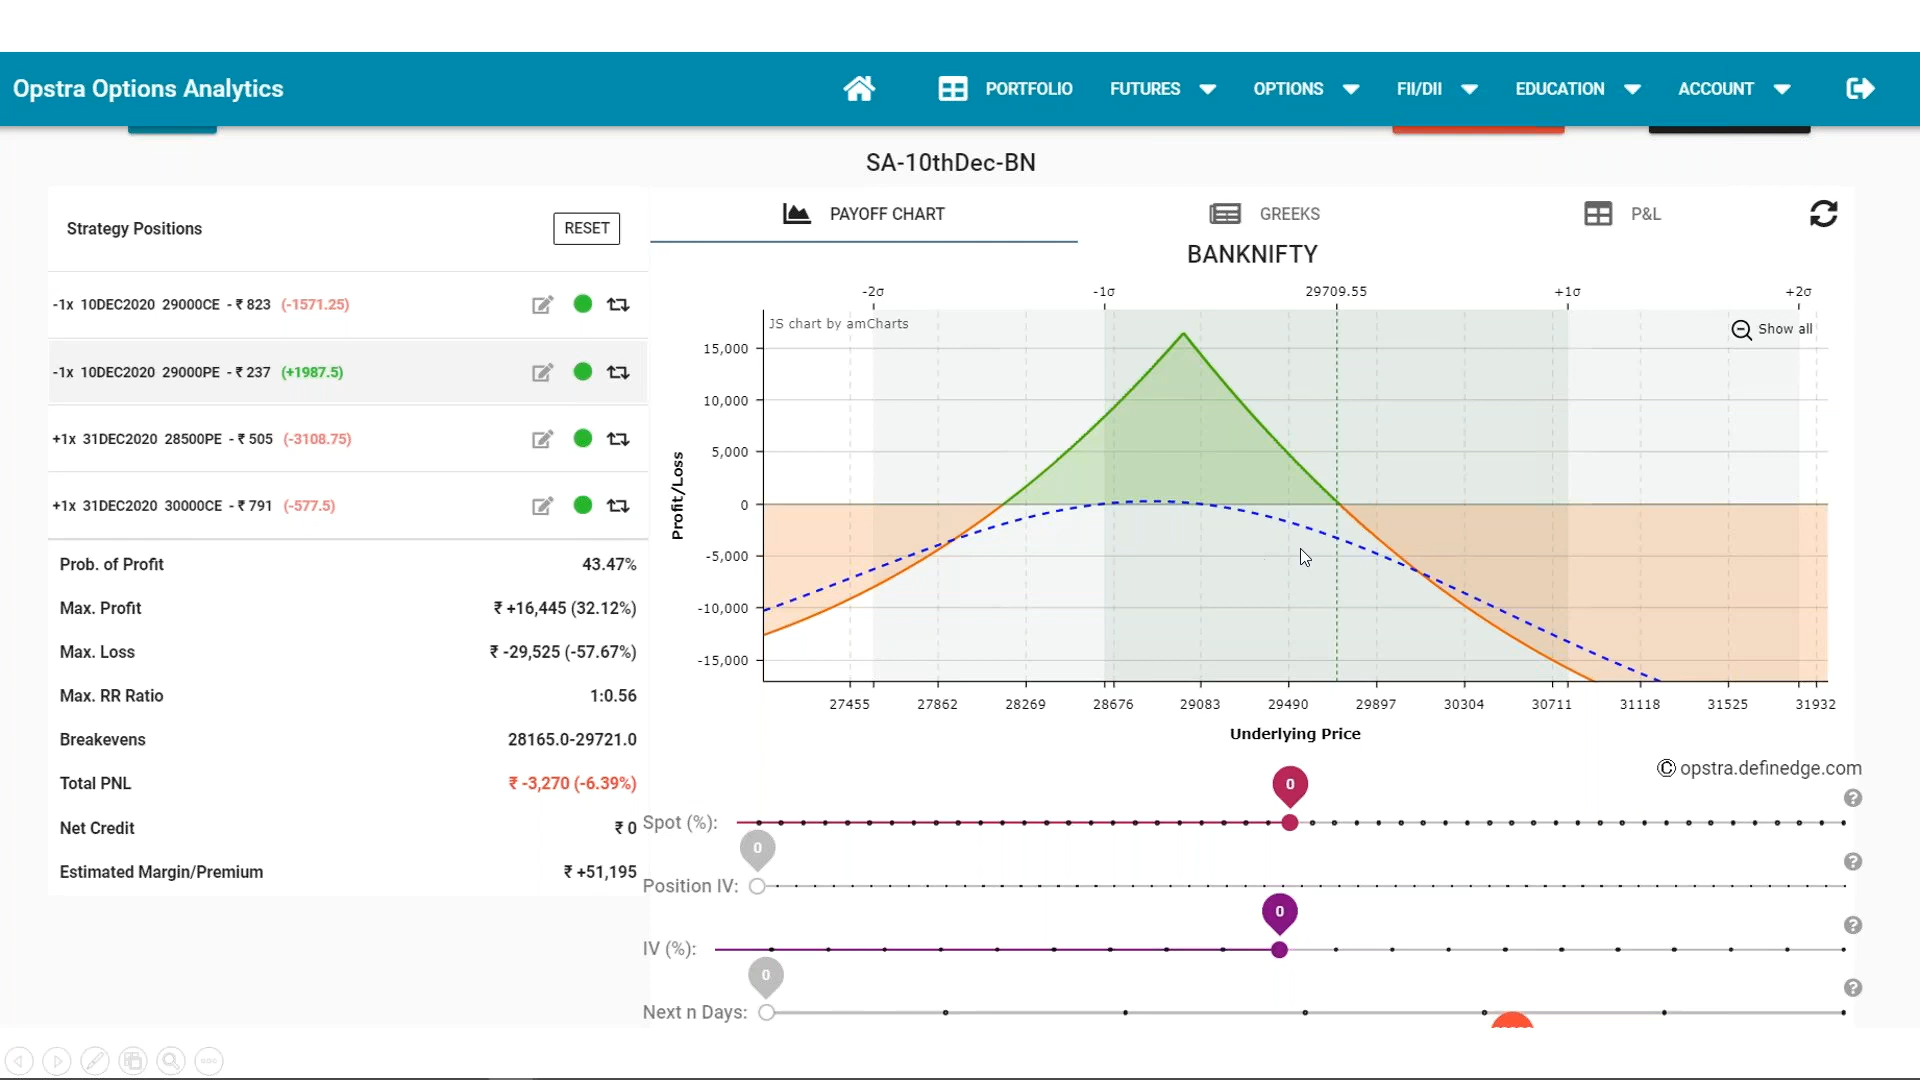 Opstra Options Analytics
PORTFOLIO
FUTURES
OPTIONS
FII/DII
EDUCATION
ACCOUNT
SA-10thDec-BN
Strategy Positions
RESET
-1x 10DEC2020 29000CE - ₹ 823 (-1571.25)
-1x 10DEC2020 29000PE - ₹ 237 (+1987.5)
+1x 31DEC2020 28500PE - ₹ 505 (-3108.75)
+1x 31DEC2020 30000CE - ₹ 791 (-577.5)
Prob. of Profit 43.47%
Max. Profit ₹ +16,445 (32.12%)
Max. Loss ₹ -29,525 (-57.67%)
Max. RR Ratio 1:0.56
Breakevens 28165.0-29721.0
Total PNL ₹ -3,270 (-6.39%)
Net Credit ₹ 0
Estimated Margin/Premium ₹ +51,195
PAYOFF CHART
GREEKS
P&L
BANKNIFTY
-2σ -1σ 29709.55 +1σ +2σ
JS chart by amCharts
Show all
15,000
10,000
5,000
0
-5,000
-10,000
-15,000
Profit/Loss
27455 27862 28269 28676 29083 29490 29897 30304 30711 31118 31525 31932
Underlying Price
© opstra.definedge.com
0
Spot (%):
0
Position IV:
0
IV (%):
0
Next n Days: